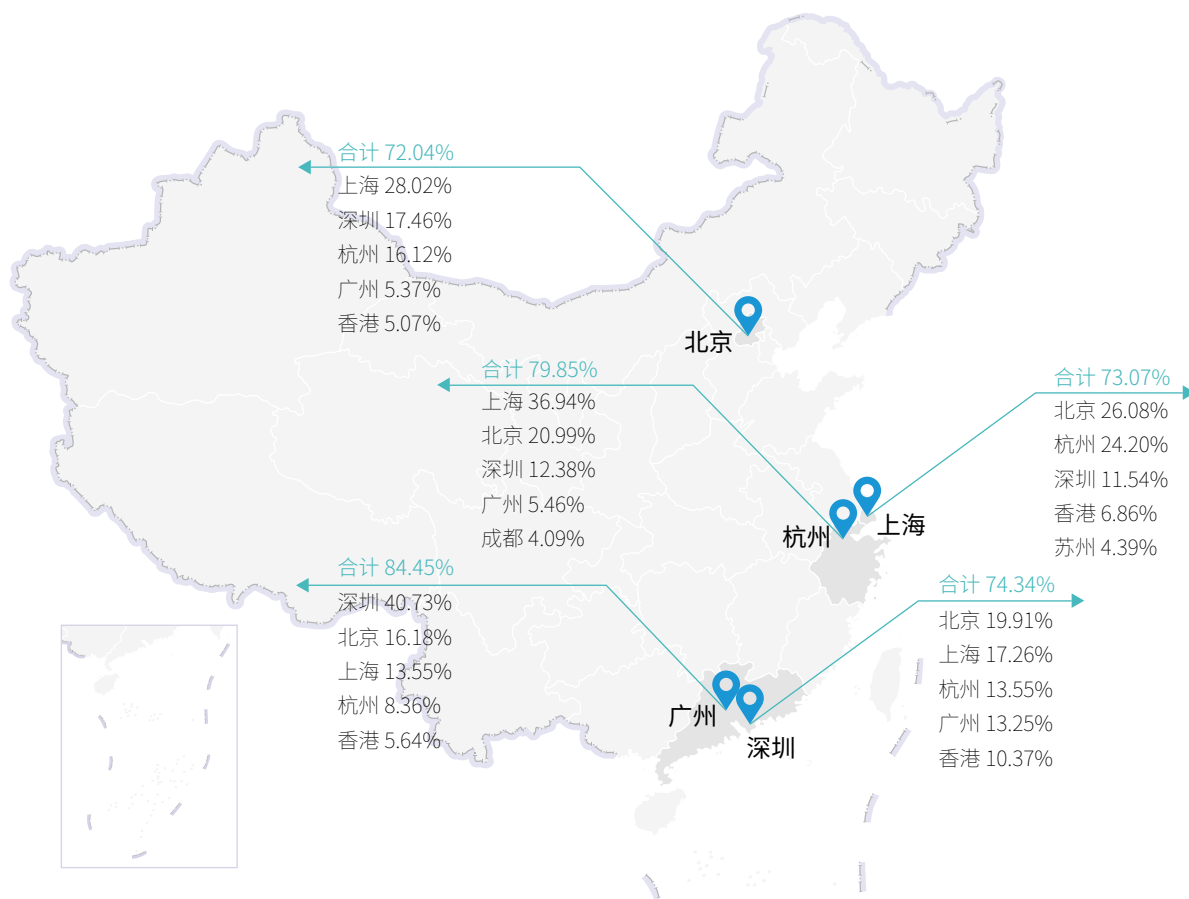 合计 72.04%
上海 28.02%
深圳 17.46%
杭州 16.12%
广州 5.37%
香港 5.07%
北京
合计 79.85%
上海 36.94%
北京 20.99%
深圳 12.38%
广州 5.46%
成都 4.09%
杭州
合计 73.07%
北京 26.08%
杭州 24.20%
深圳 11.54%
香港 6.86%
苏州 4.39%
上海
合计 84.45%
深圳 40.73%
北京 16.18%
上海 13.55%
杭州 8.36%
香港 5.64%
广州
合计 74.34%
北京 19.91%
上海 17.26%
杭州 13.55%
广州 13.25%
香港 10.37%
深圳